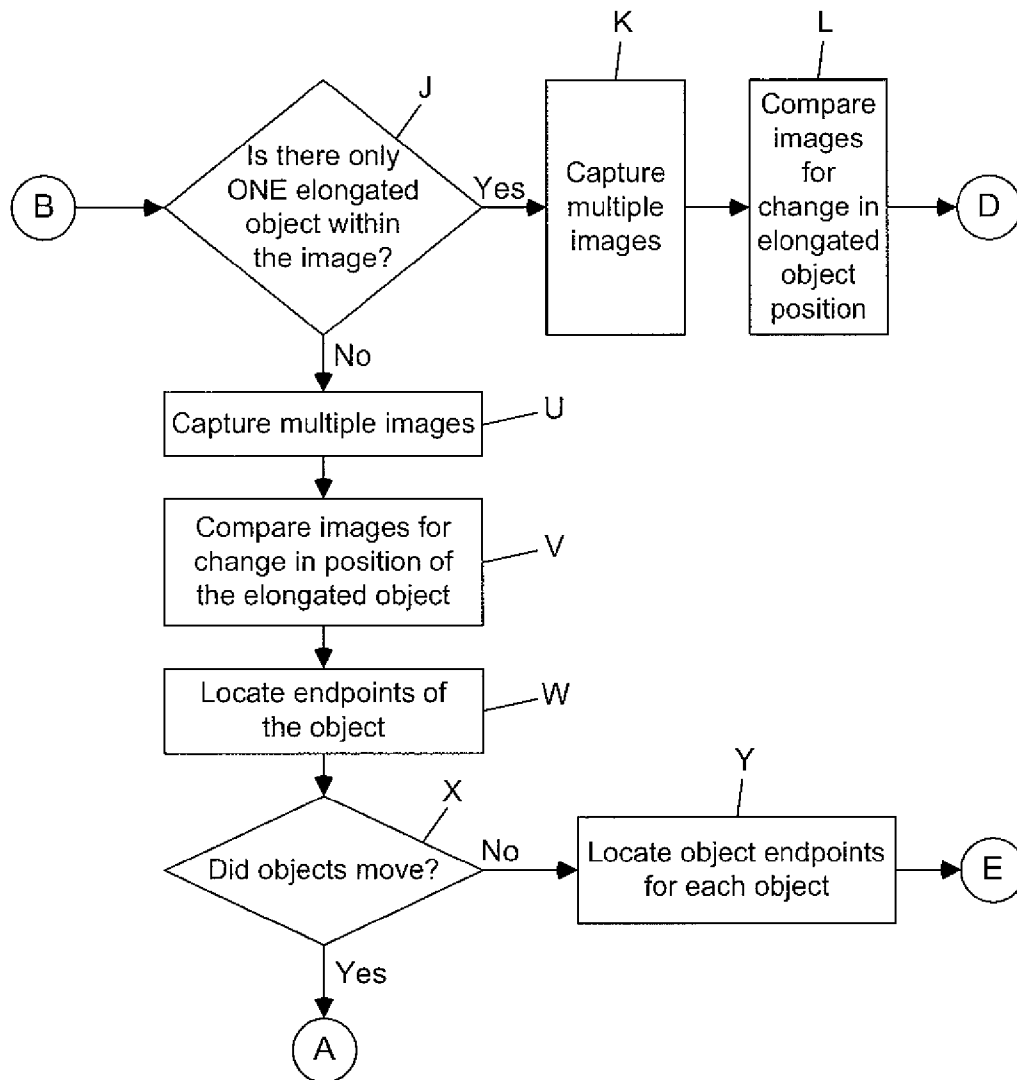 K
L
J
Is there only
ONE elongated
object within
the image?
B
Yes
Capture
multiple
images
Compare
images
for
change in
elongated
object
position
D
No
Capture multiple images
U
Compare images for
change in position of
the elongated object
V
Locate endpoints of
the object
W
X
Did objects move?
No
Y
Locate object endpoints
for each object
E
Yes
A